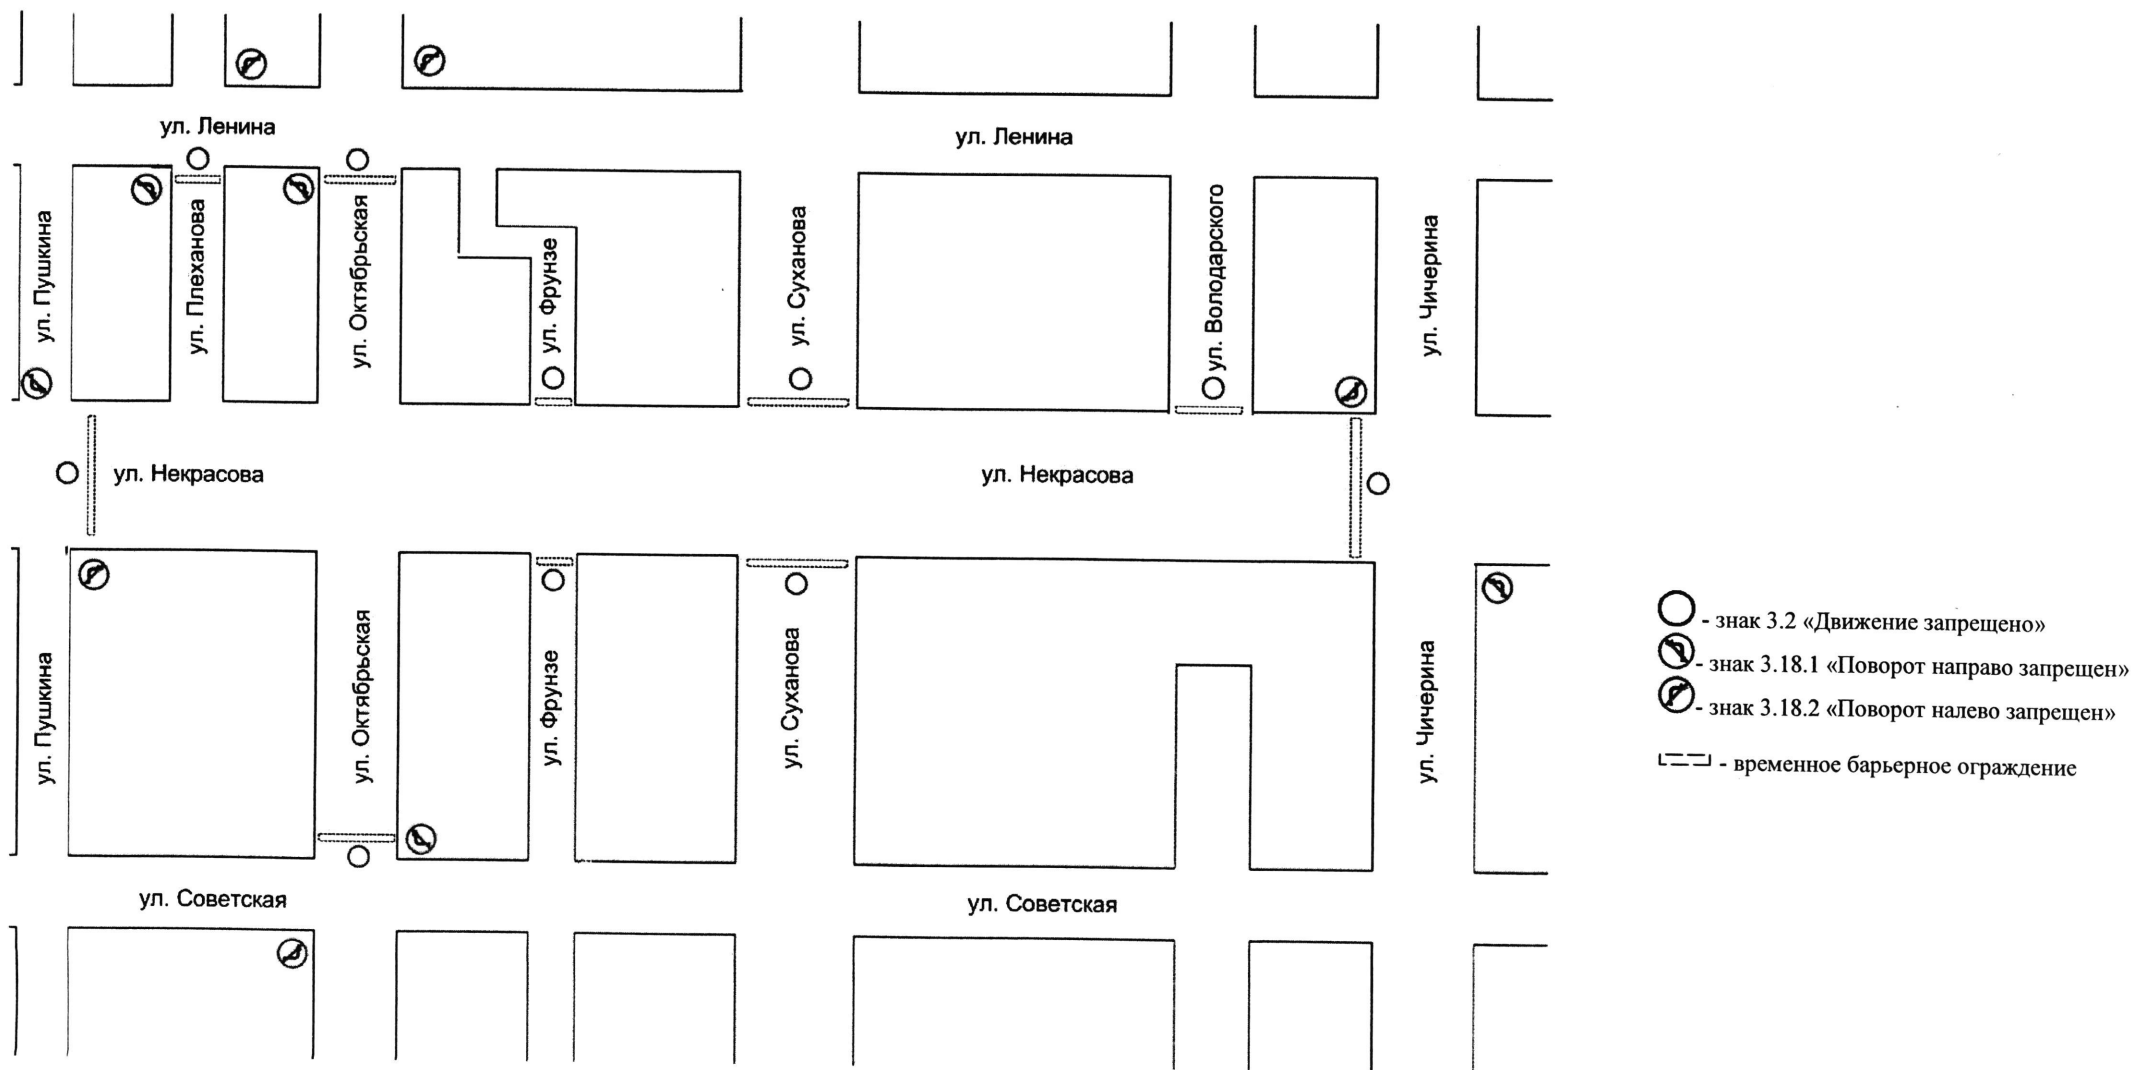 ул. Ленина
ул. Ленина
ул. Пушкина
ул. Плеханова
ул. Октябрьская
ул. Фрунзе
ул. Суханова
ул. Володарского
ул. Чичерина
ул. Некрасова
ул. Некрасова
ул. Пушкина
ул. Октябрьская
ул. Фрунзе
ул. Суханова
ул. Чичерина
- знак 3.2 «Движение запрещено»
- знак 3.18.1 «Поворот направо запрещен»
- знак 3.18.2 «Поворот налево запрещен»
- временное барьерное ограждение
ул. Советская
ул. Советская